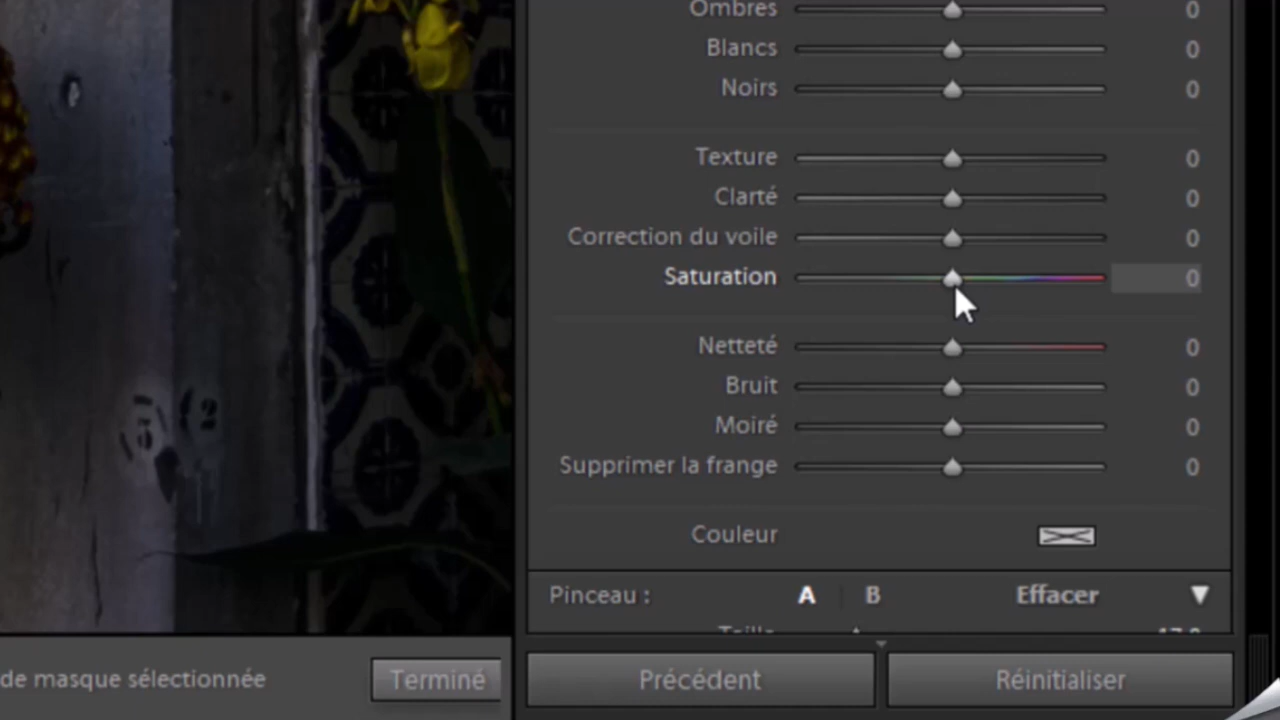 Ombres 0
Blancs 0
Noirs 0
Texture 0
Clarté 0
Correction du voile 0
Saturation 0
Netteté 0
Bruit 0
Moiré 0
Supprimer la frange 0
Couleur
Pinceau : A B Effacer
de masque sélectionnée Terminé Précédent Réinitialiser